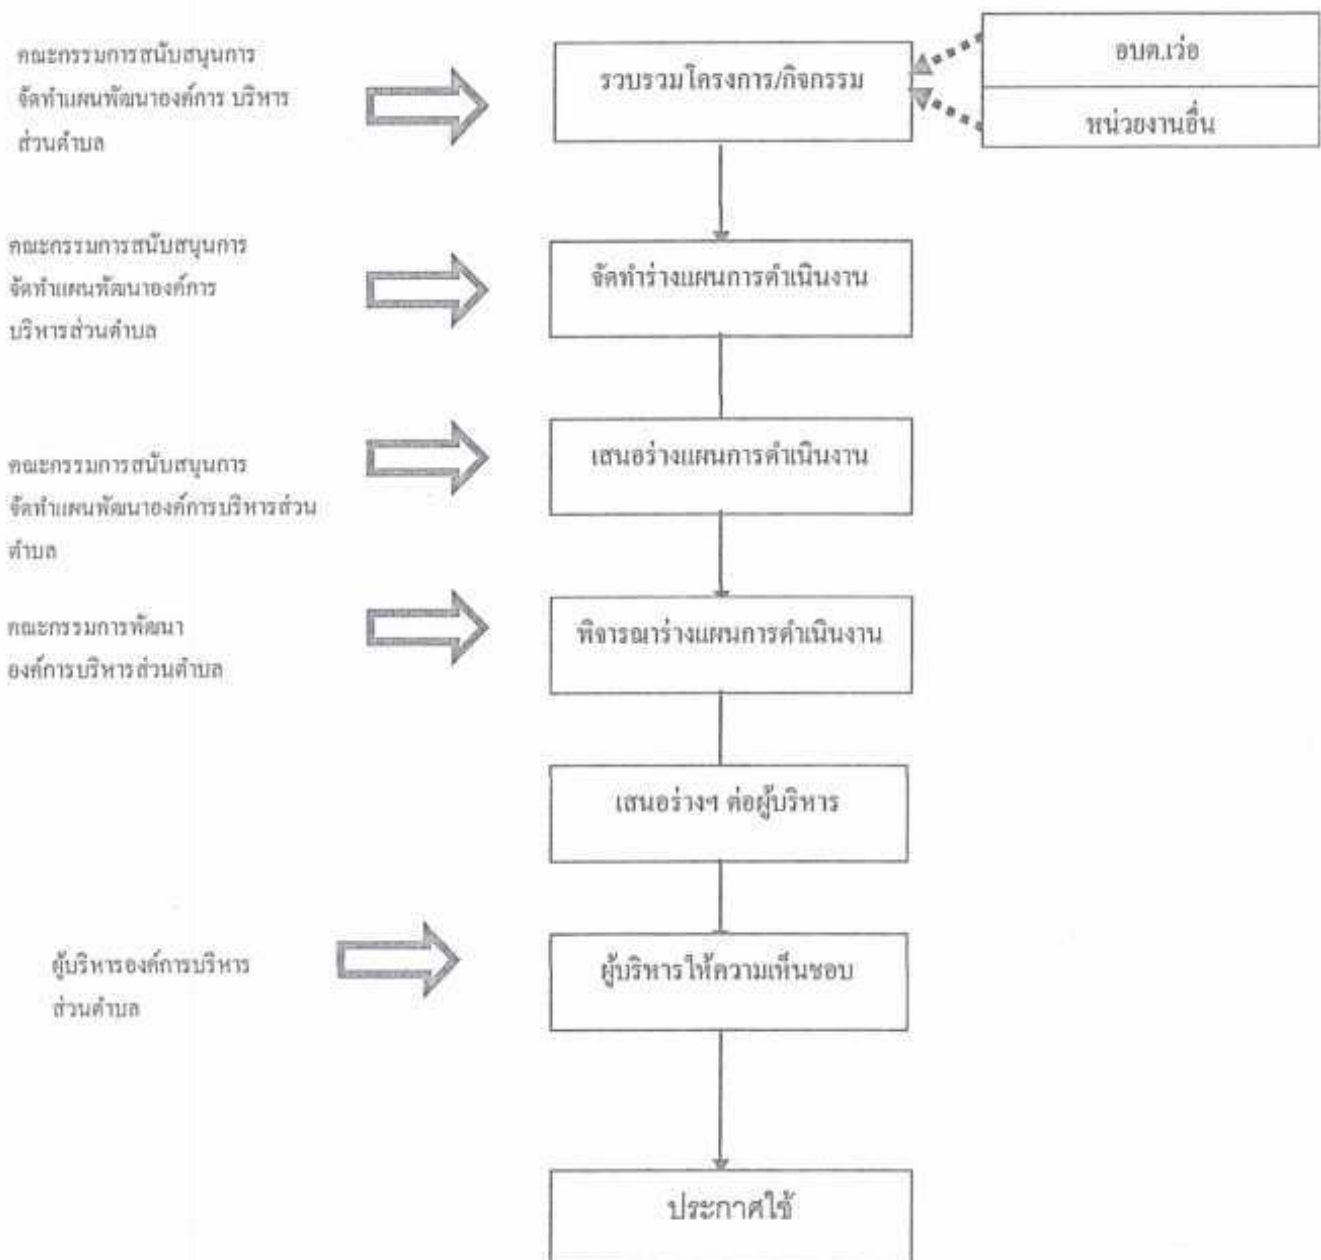 คณะกรรมการสนับสนุนการ
จัดทำแผนพัฒนาองค์การ บริหาร
ส่วนตำบล
รวบรวมโครงการ/กิจกรรม
อบต.เว่อ
หน่วยงานอื่น
คณะกรรมการสนับสนุนการ
จัดทำแผนพัฒนาองค์การ
บริหารส่วนตำบล
จัดทำร่างแผนการดำเนินงาน
คณะกรรมการสนับสนุนการ
จัดทำแผนพัฒนาองค์การบริหารส่วน
ตำบล
เสนอร่างแผนการดำเนินงาน
คณะกรรมการพัฒนา
องค์การบริหารส่วนตำบล
พิจารณาร่างแผนการดำเนินงาน
เสนอร่างฯ ต่อผู้บริหาร
ผู้บริหารองค์การบริหาร
ส่วนตำบล
ผู้บริหารให้ความเห็นชอบ
ประกาศใช้